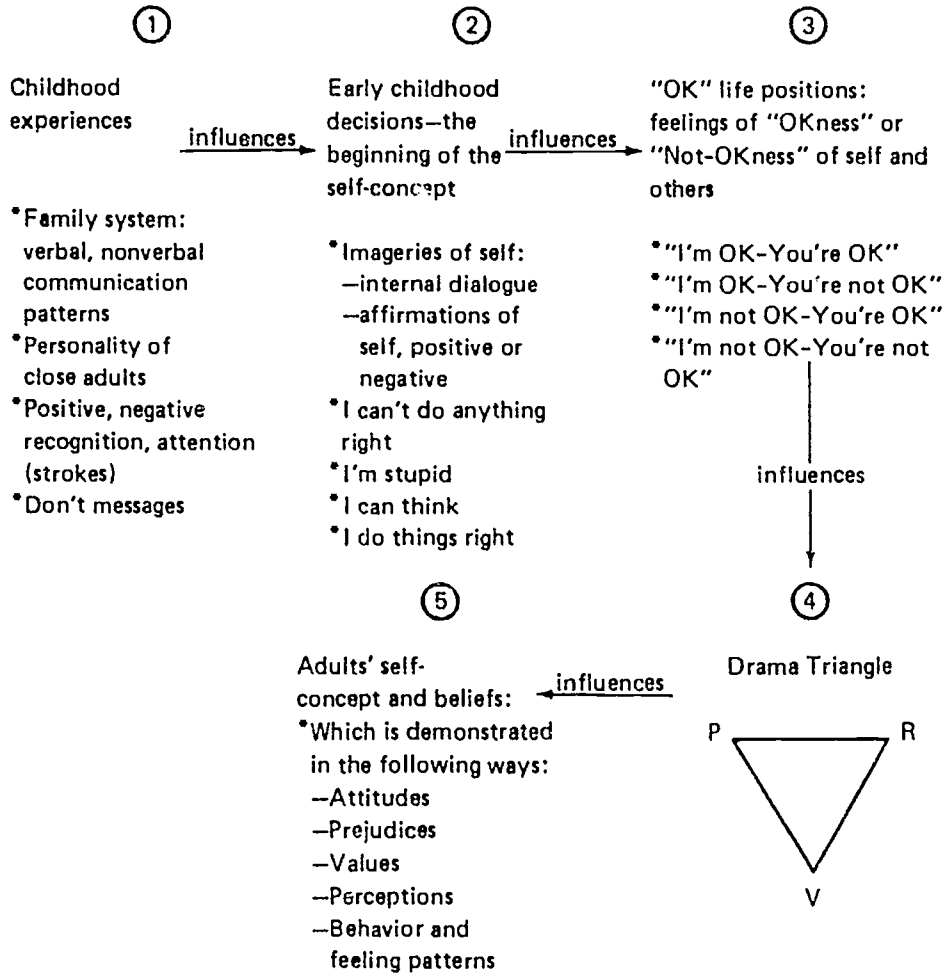 1
Childhood
experiences
influences
*Family system:
verbal, nonverbal
communication
patterns
*Personality of
close adults
*Positive, negative
recognition, attention
(strokes)
*Don't messages
2
Early childhood
decisions—the
beginning of the
self-concept
influences
*Imageries of self:
—internal dialogue
—affirmations of
self, positive or
negative
*I can't do anything
right
*I'm stupid
*I can think
*I do things right
3
"OK" life positions:
feelings of "OKness" or
"Not-OKness" of self and
others
*"I'm OK-You're OK"
*"I'm OK-You're not OK"
*"I'm not OK-You're OK"
*"I'm not OK-You're not
OK"
influences
4
Drama Triangle
P
R
V
influences
5
Adults' self-
concept and beliefs:
*Which is demonstrated
in the following ways:
—Attitudes
—Prejudices
—Values
—Perceptions
—Behavior and
feeling patterns